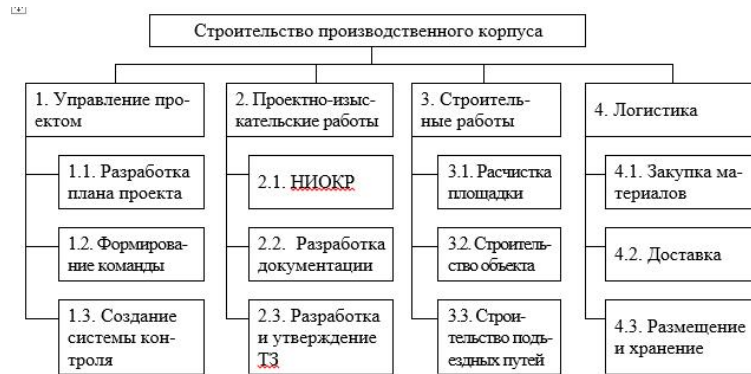 Строительство производственного корпуса
1. Управление про-
ектом
1.1. Разработка
плана проекта
1.2. Формирова-
ние команды
1.3. Создание
системы кон-
троля
2. Проектно-изыс-
кательские работы
2.1. НИОКР
2.2. Разработка
документации
2.3. Разработка
и утверждение
ТЗ
3. Строитель-
ные работы
3.1. Расчистка
площадки
3.2. Строитель-
ство объекта
3.3. Строи-
тельство подъ-
ездных путей
4. Логистика
4.1. Закупка ма-
териалов
4.2. Доставка
4.3. Размещение
и хранение